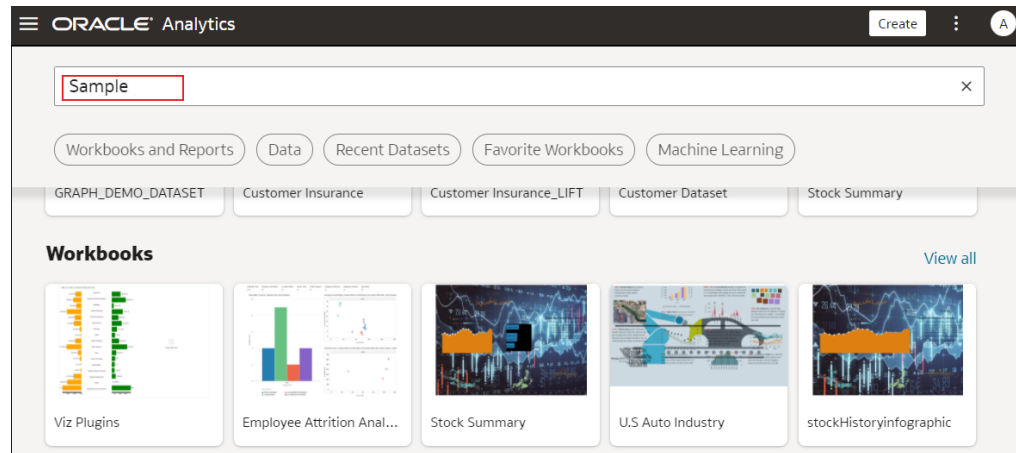 ORACLE Analytics Create A
Sample
Workbooks and Reports Data Recent Datasets Favorite Workbooks Machine Learning
GRAPH_DEMO_DATASET Customer Insurance Customer Insurance_LIFT Customer Dataset Stock Summary
Workbooks View all
Viz Plugins Employee Attrition Anal... Stock Summary U.S Auto Industry stockHistoryinfographic